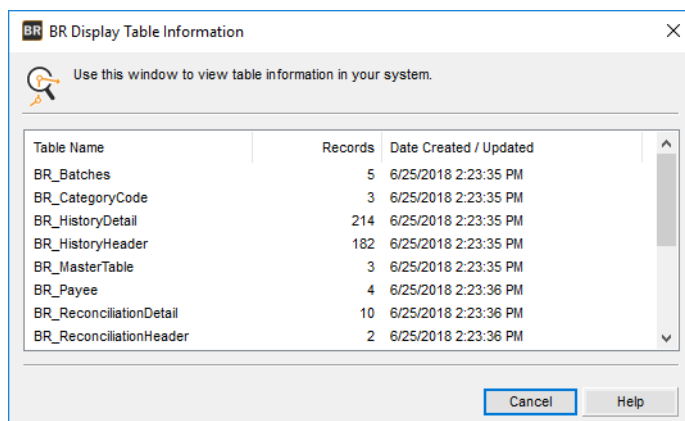 BR BR Display Table Information
Use this window to view table information in your system.
Table Name Records Date Created / Updated
BR_Batches 5 6/25/2018 2:23:35 PM
BR_CategoryCode 3 6/25/2018 2:23:35 PM
BR_HistoryDetail 214 6/25/2018 2:23:35 PM
BR_HistoryHeader 182 6/25/2018 2:23:35 PM
BR_MasterTable 3 6/25/2018 2:23:35 PM
BR_Payee 4 6/25/2018 2:23:36 PM
BR_ReconciliationDetail 10 6/25/2018 2:23:36 PM
BR_ReconciliationHeader 2 6/25/2018 2:23:36 PM
Cancel Help